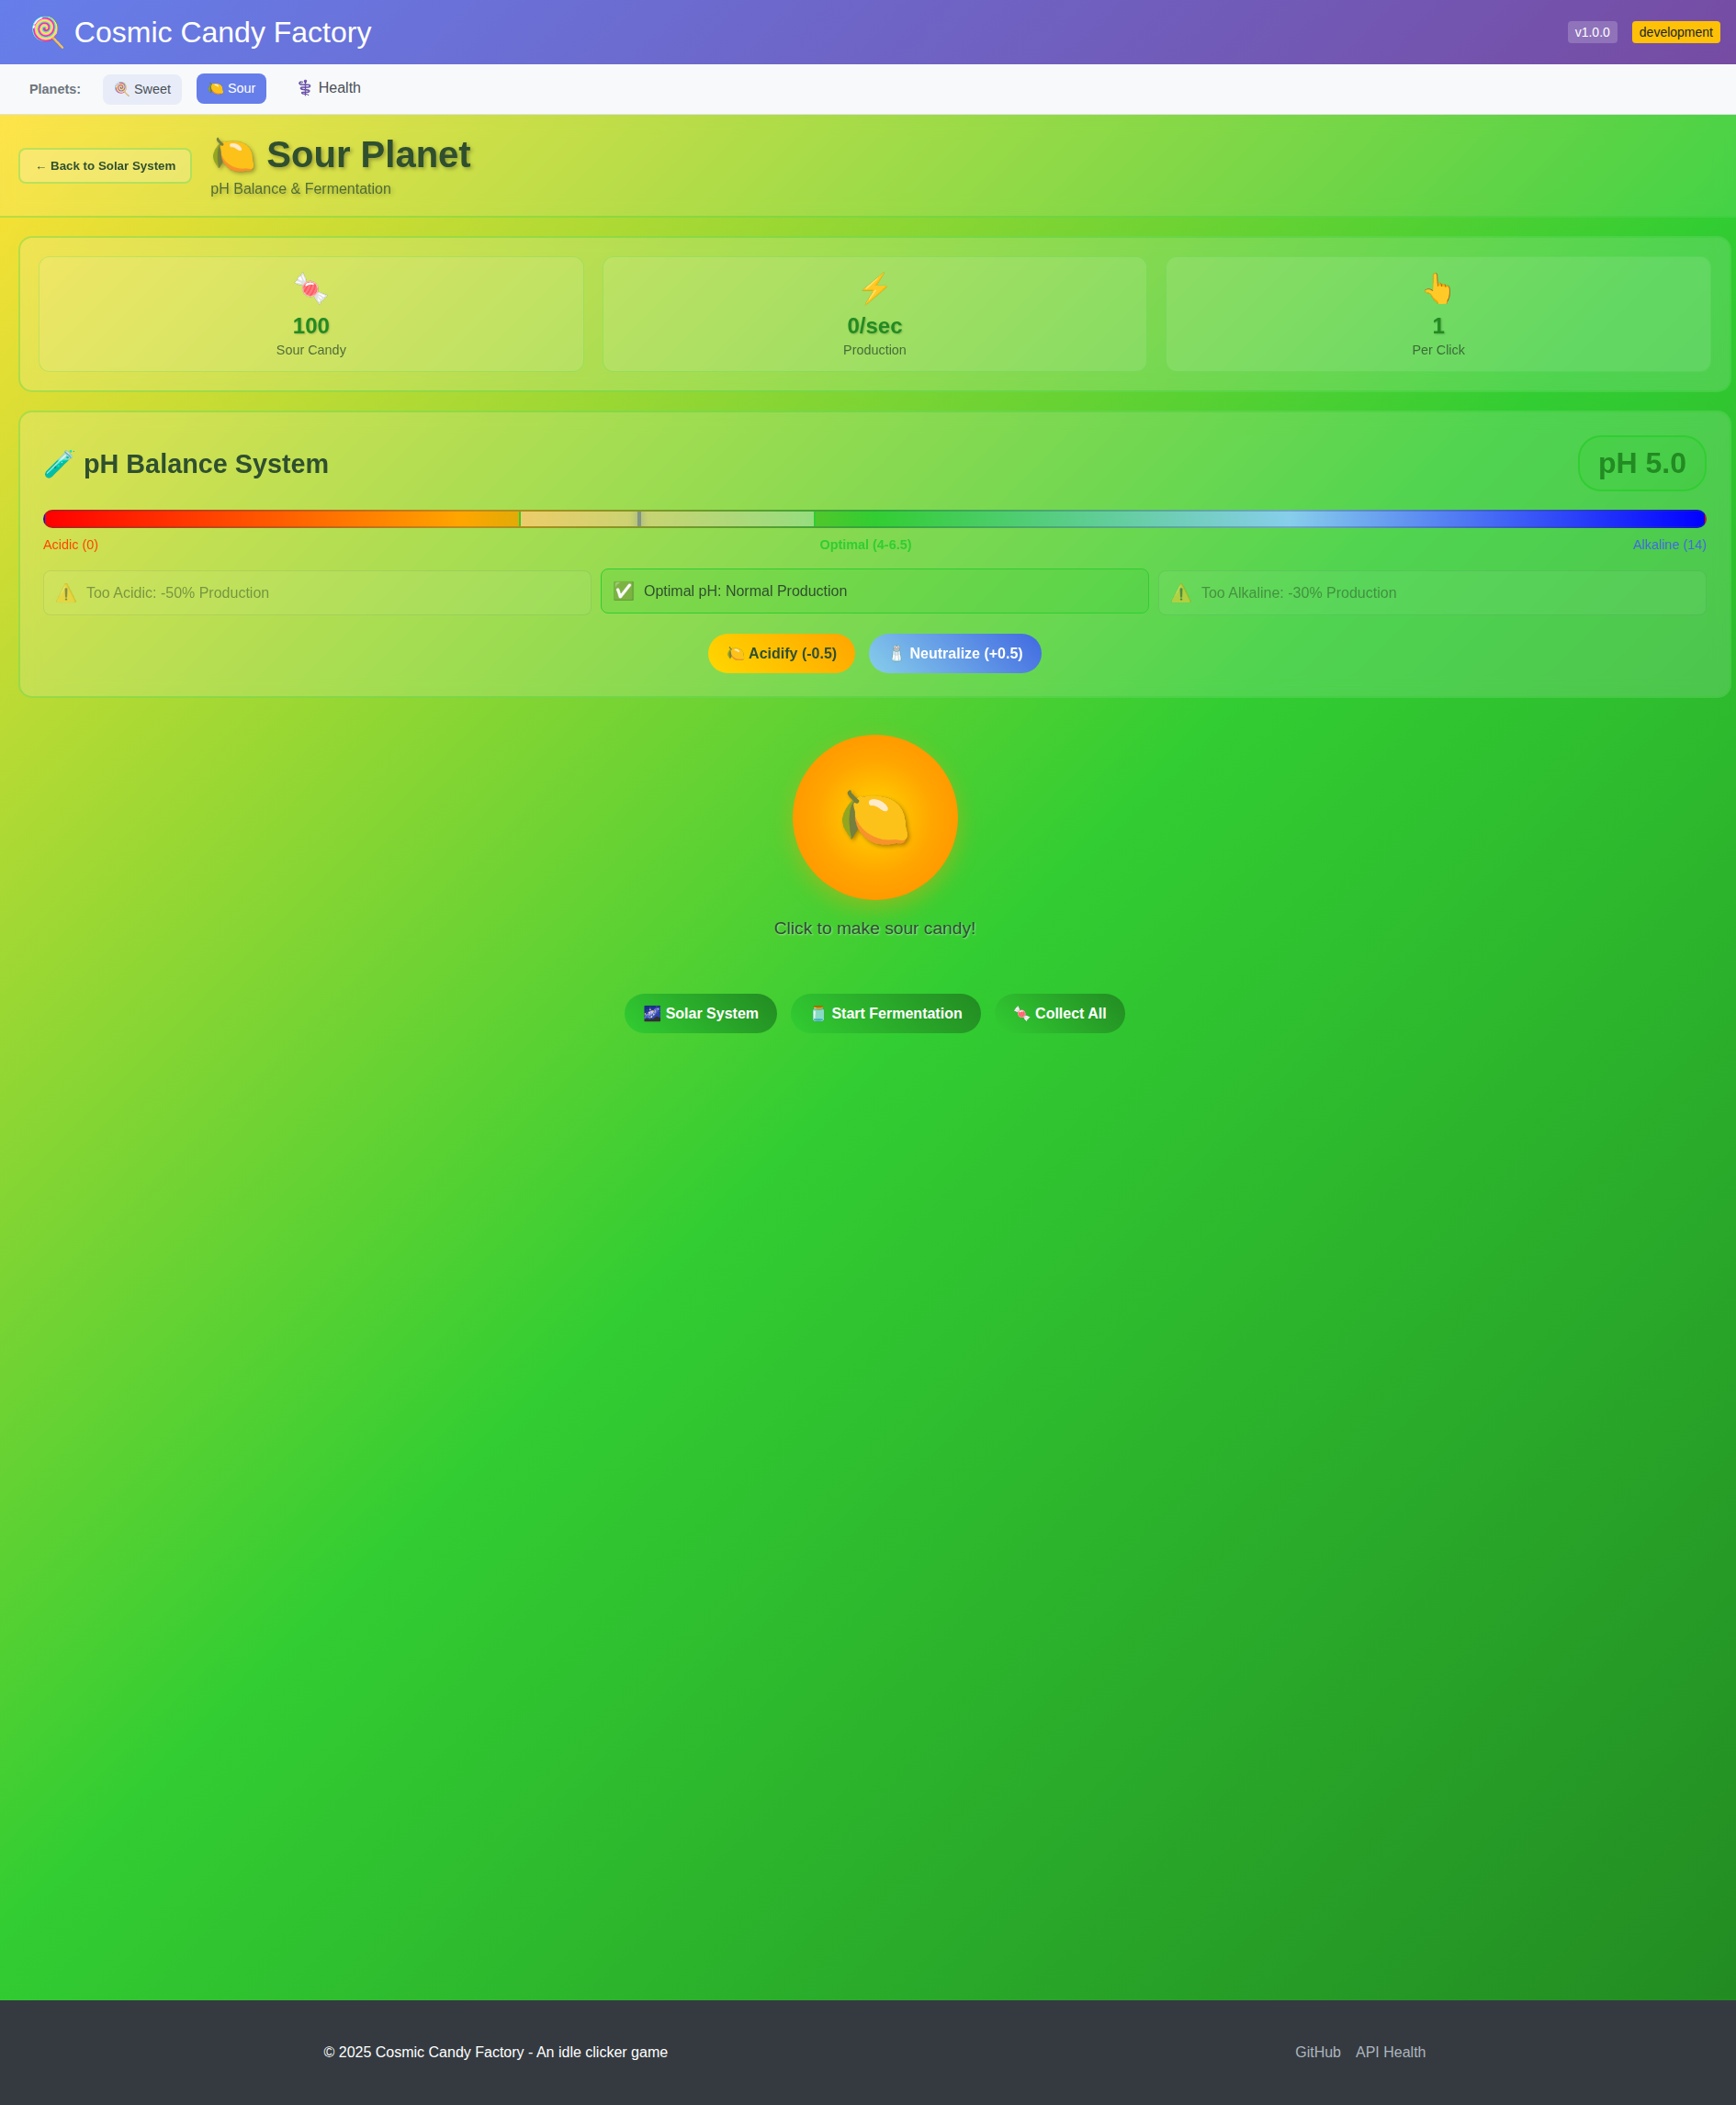 Cosmic Candy Factory
v1.0.0
development
Planets:
Sweet
Sour
Health
← Back to Solar System
Sour Planet
pH Balance & Fermentation
100
Sour Candy
0/sec
Production
1
Per Click
pH Balance System
pH 5.0
Acidic (0)
Optimal (4-6.5)
Alkaline (14)
Too Acidic: -50% Production
Optimal pH: Normal Production
Too Alkaline: -30% Production
Acidify (-0.5)
Neutralize (+0.5)
Click to make sour candy!
Solar System
Start Fermentation
Collect All
© 2025 Cosmic Candy Factory - An idle clicker game
GitHub
API Health